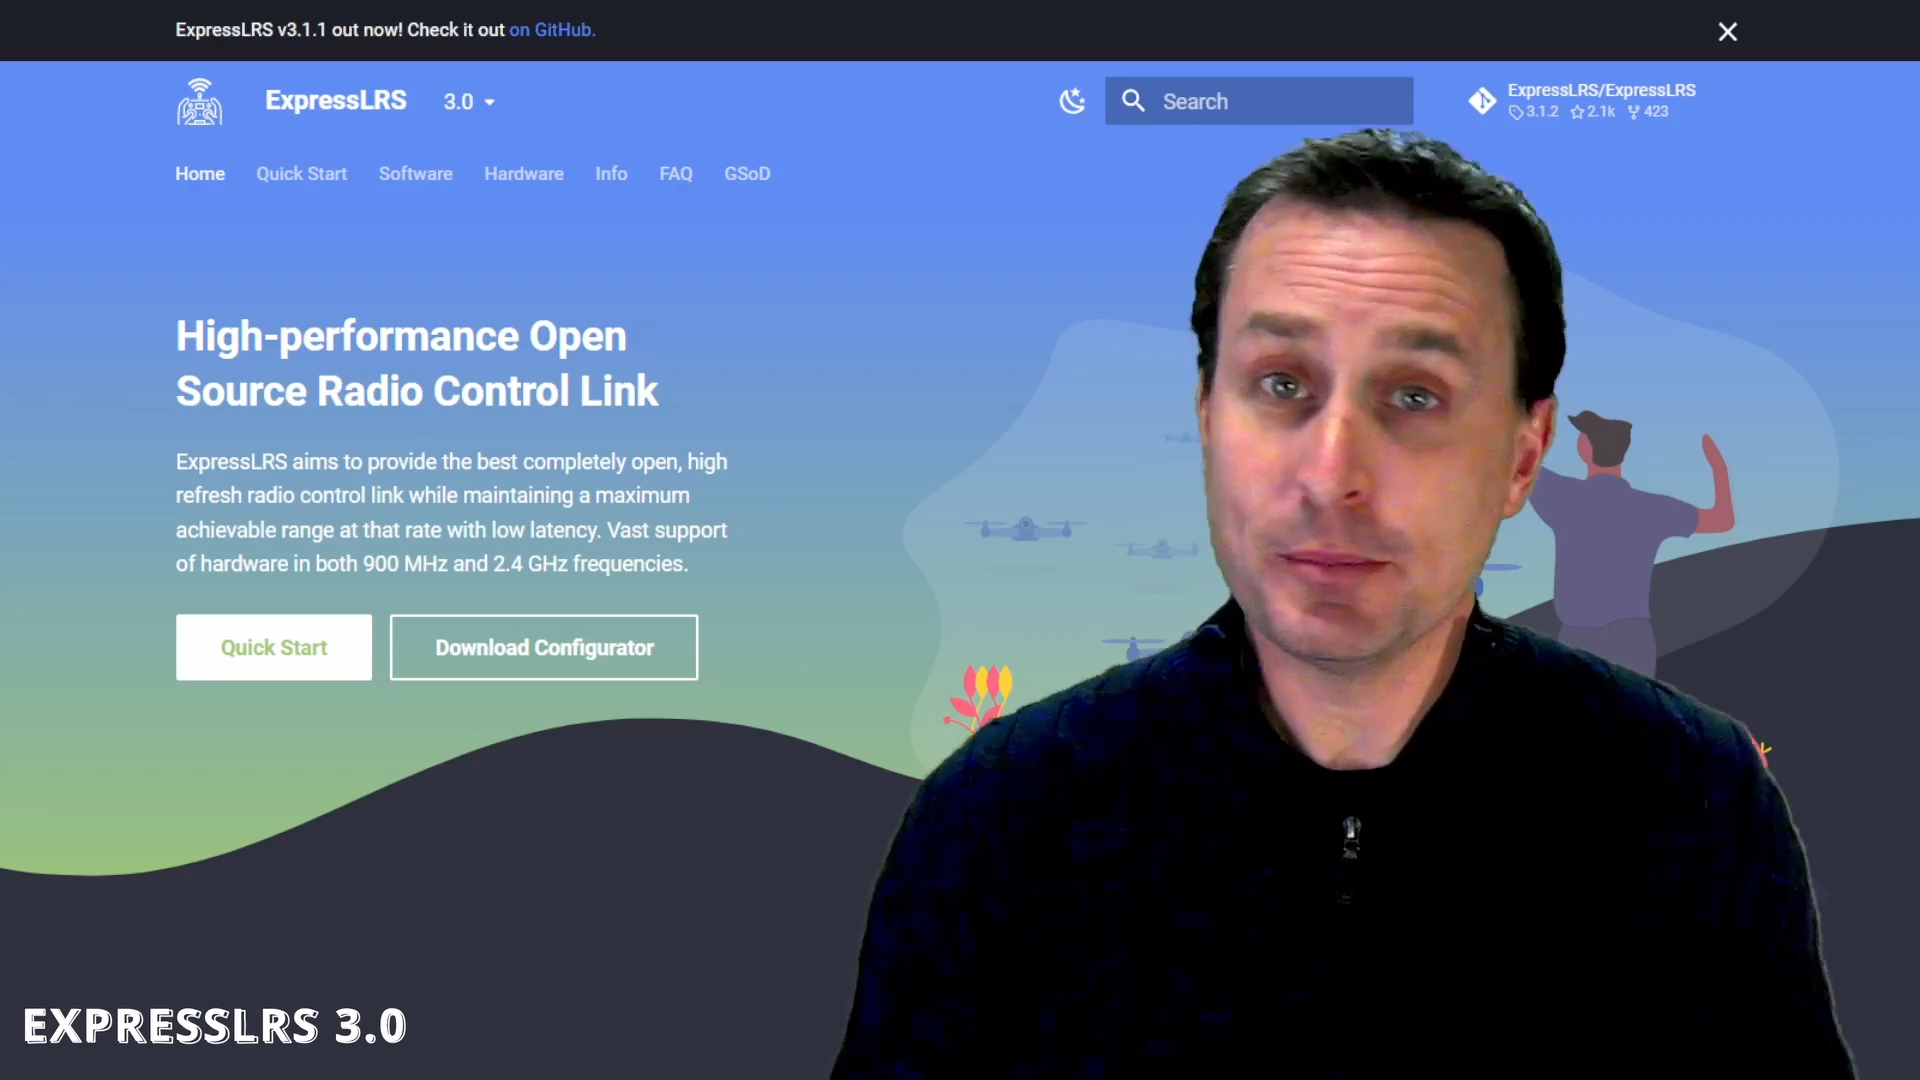 ExpressLRS v3.1.1 out now! Check it out on GitHub.
ExpressLRS 3.0
Search
ExpressLRS/ExpressLRS
3.1.2 2.1k 423
Home Quick Start Software Hardware Info FAQ GSoD
High-performance Open
Source Radio Control Link
ExpressLRS aims to provide the best completely open, high
refresh radio control link while maintaining a maximum
achievable range at that rate with low latency. Vast support
of hardware in both 900 MHz and 2.4 GHz frequencies.
Quick Start
Download Configurator
EXPRESSLRS 3.0